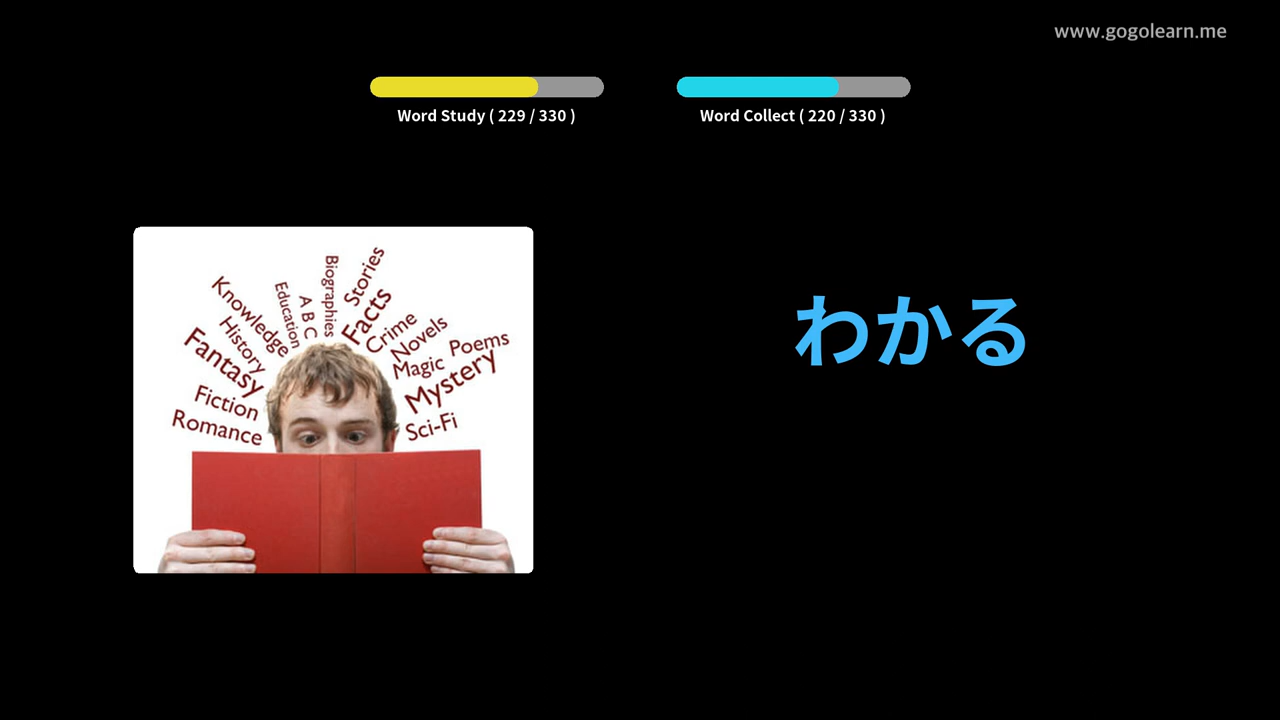 www.gogolearn.me
Word Study ( 229 / 330 )
Word Collect ( 220 / 330 )
Biographies
Stories
Education
A B C
Facts
Knowledge
Crime
History
Novels
Fantasy
Magic
Poems
Mystery
Fiction
Romance
Sci-Fi
わかる